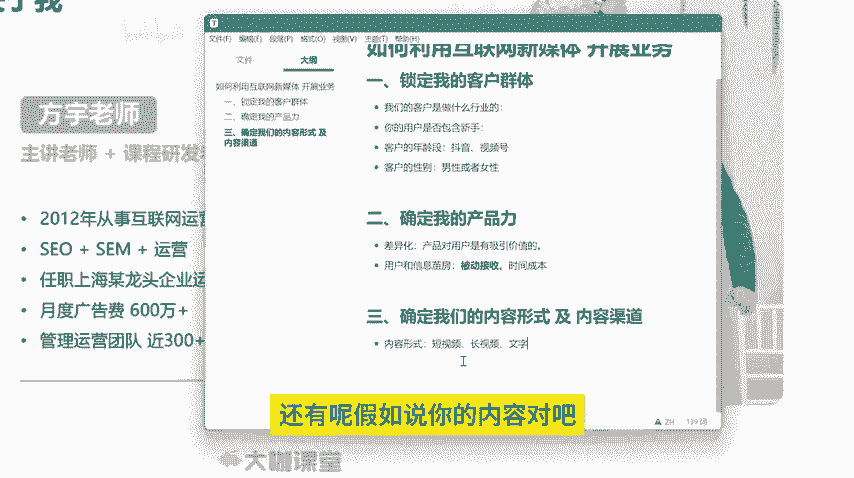 于我
方宇老师
主讲老师 + 课程研发
• 2012年从事互联网运营
• SEO + SEM + 运营
• 任职上海某龙头企业运
• 月度广告费 600万+
• 管理运营团队 近300+
大咖课堂
T
文件(F) 编辑(E) 段落(P) 格式(O) 视图(V) 主题(T) 帮助(H)
文件 大纲
如何利用互联网新媒体 开展业务
一、锁定我的客户群体
二、确定我的产品力
三、确定我们的内容形式 及
内容渠道
如何利用互联网新媒体 开展业务
一、锁定我的客户群体
• 我们的客户是做什么行业的:
• 你的用户是否包含新手:
• 客户的年龄段: 抖音、视频号
• 客户的性别: 男性或者女性
二、确定我的产品力
• 差异化: 产品对用户是有吸引价值的。
• 用户和信息茧房: 被动接收。时间成本
三、确定我们的内容形式 及 内容渠道
• 内容形式: 短视频、长视频、文字
ZH 139 词
还有呢假如说你的内容对吧